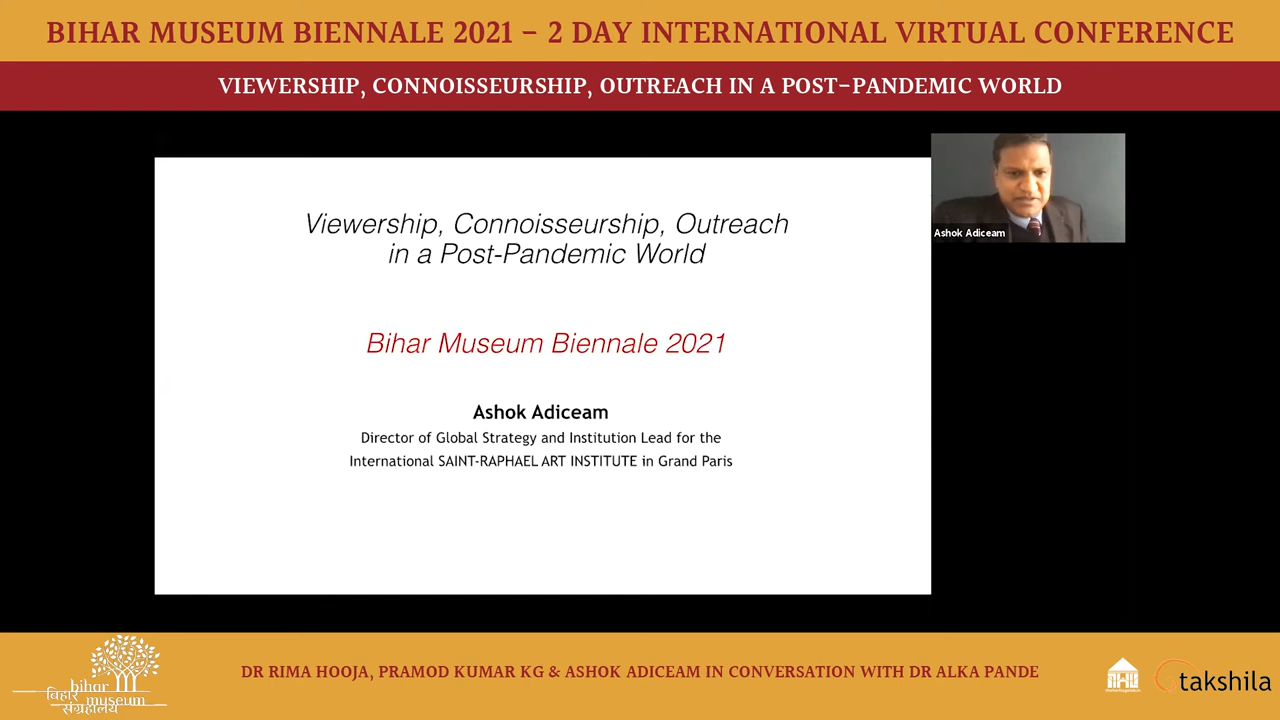 BIHAR MUSEUM BIENNALE 2021 – 2 DAY INTERNATIONAL VIRTUAL CONFERENCE
VIEWERSHIP, CONNOISSEURSHIP, OUTREACH IN A POST–PANDEMIC WORLD
Viewership, Connoisseurship, Outreach
in a Post-Pandemic World
Bihar Museum Biennale 2021
Ashok Adiceam
Director of Global Strategy and Institution Lead for the
International SAINT-RAPHAEL ART INSTITUTE in Grand Paris
Ashok Adiceam
bihar
बिहार museum
संग्रहालय
DR RIMA HOOJA, PRAMOD KUMAR KG & ASHOK ADICEAM IN CONVERSATION WITH DR ALKA PANDE
takshila